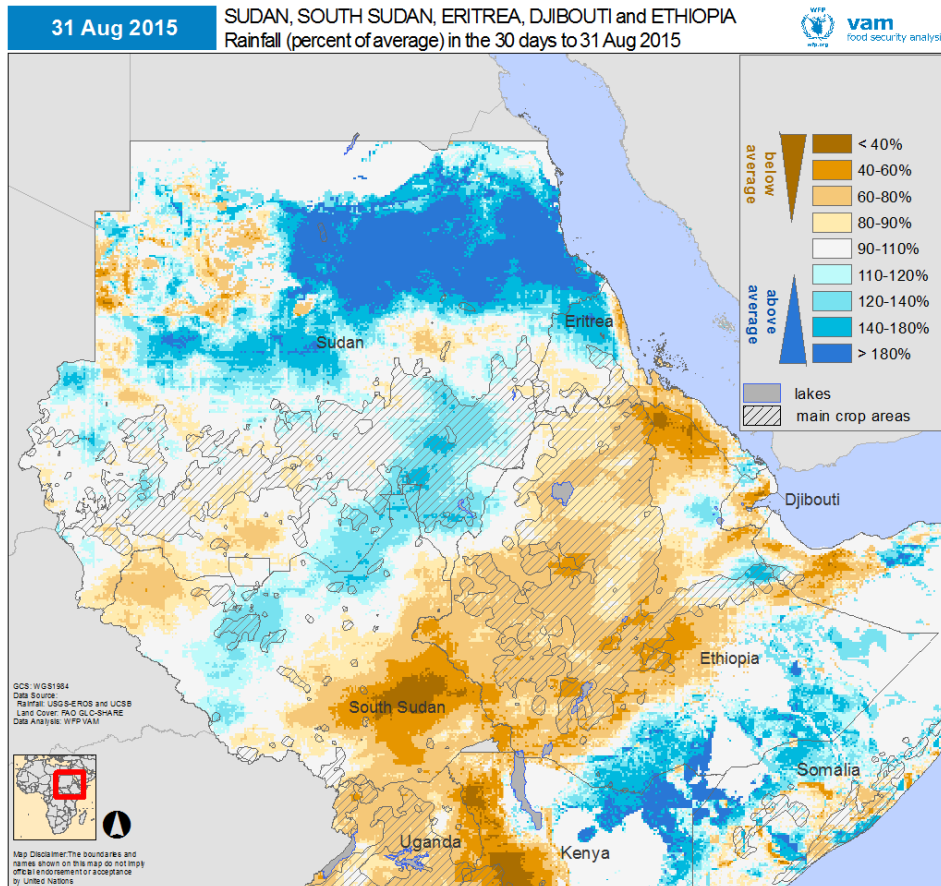 31 Aug 2015
SUDAN, SOUTH SUDAN, ERITREA, DJIBOUTI and ETHIOPIA
Rainfall (percent of average) in the 30 days to 31 Aug 2015
WFP
wfp.org
vam
food security analysis
below
average
above
average
< 40%
40-60%
60-80%
80-90%
90-110%
110-120%
120-140%
140-180%
> 180%
lakes
main crop areas
Eritrea
Sudan
Djibouti
Ethiopia
South Sudan
Somalia
Uganda
Kenya
GCS: WGS1984
Data Source:
Rainfall: USGS-EROS and UCSB
Land Cover: FAO GLC-SHARE
Data Analysis: WFP VAM
Map Disclaimer:The boundaries and
names shown on this map do not imply
official endorsement or acceptance
by United Nations